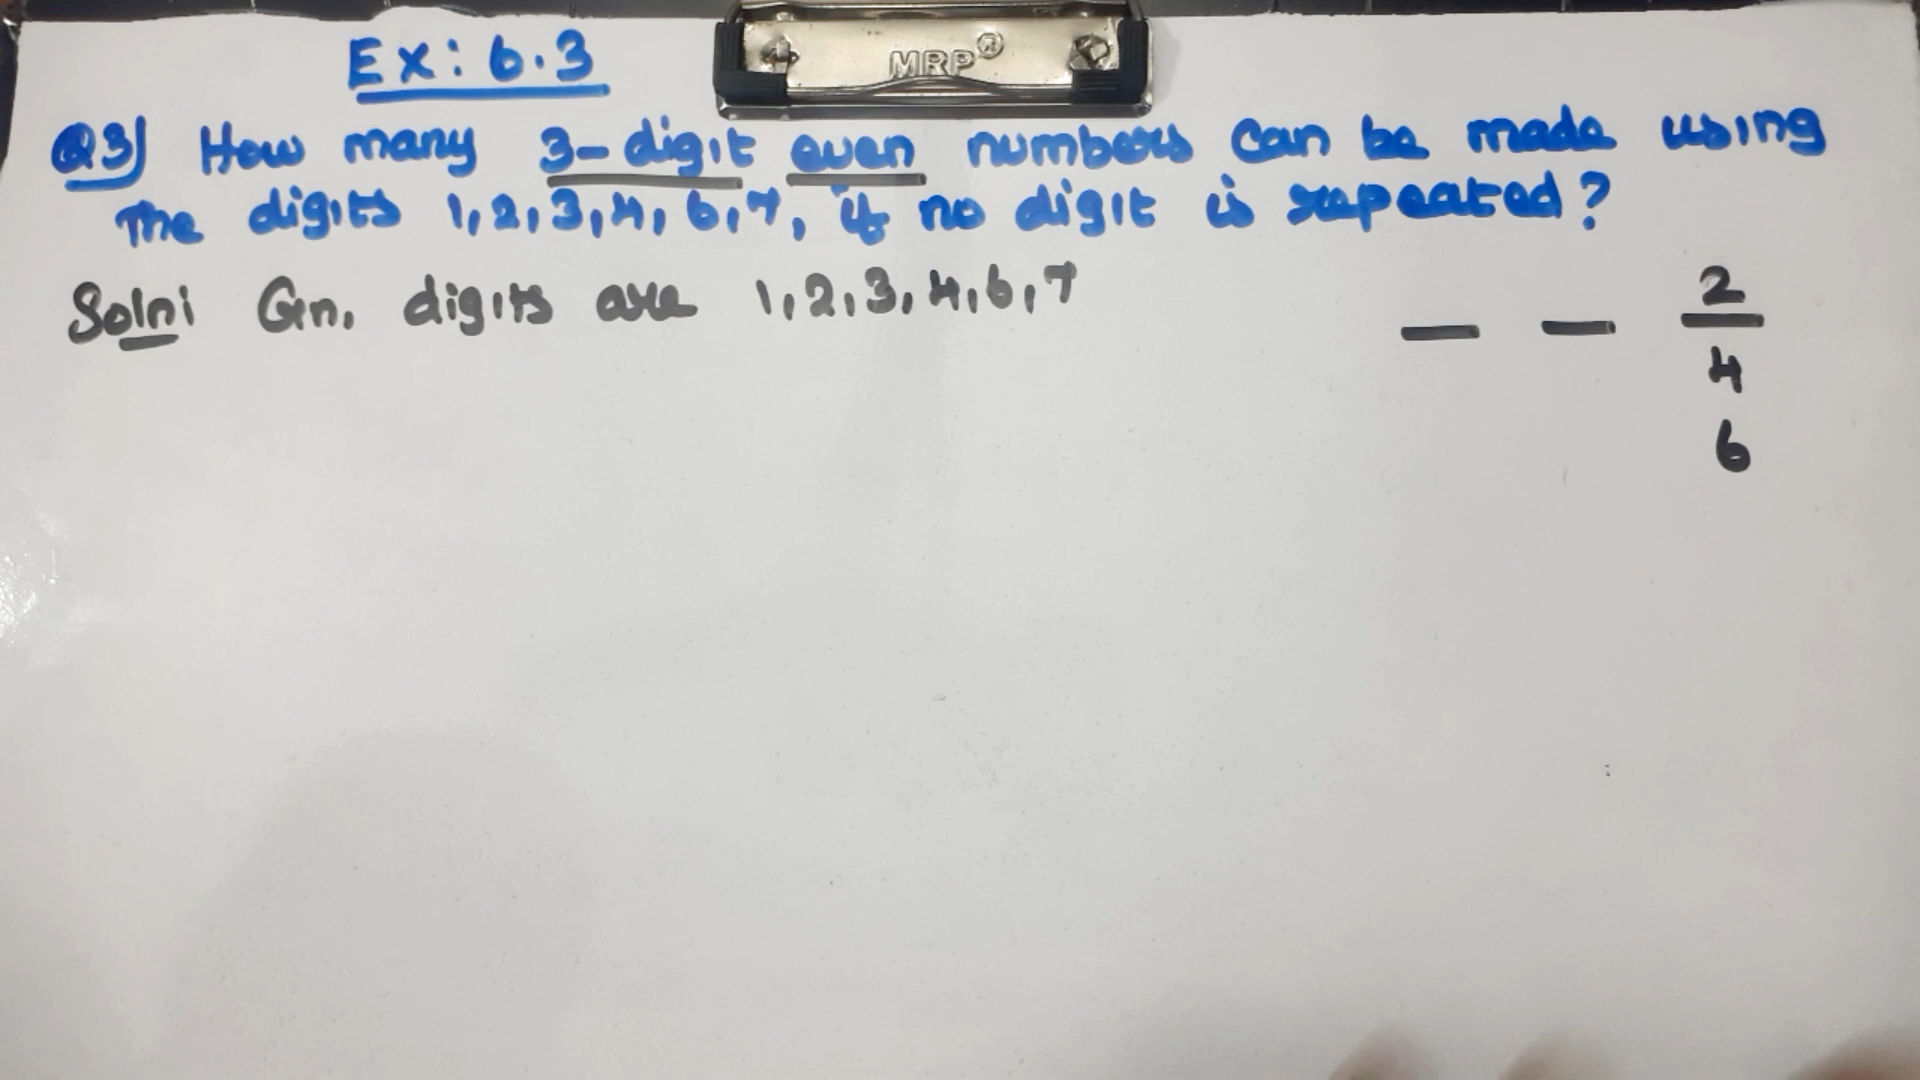 MRP®
Ex: 6.3
Q3) How many 3-digit even numbers can be made using
the digits 1,2,3,4,6,7, if no digit is repeated?
Soln: Gn. digits are 1,2,3,4,6,7
_ _ 2
4
6